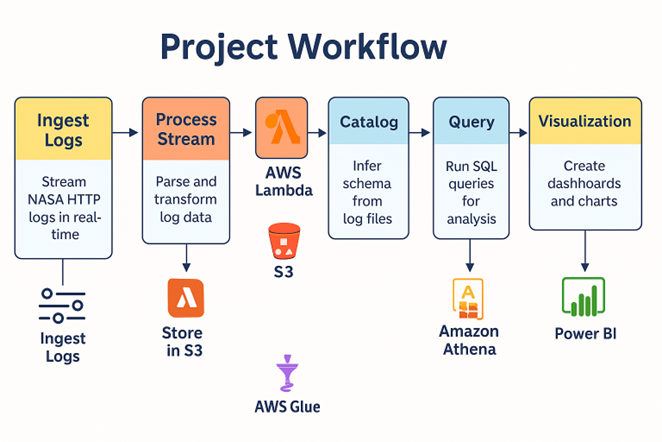 Project Workflow
Ingest
Logs
Stream
NASA HTTP
logs in real-
time
Ingest
Logs
Process
Stream
Parse and
transform
log data
Store
in S3
AWS
Lambda
S3
AWS Glue
Catalog
Infer
schema
from
log files
Query
Run SQL
queries
for
analysis
Amazon
Athena
Visualization
Create
dashhoards
and charts
Power BI